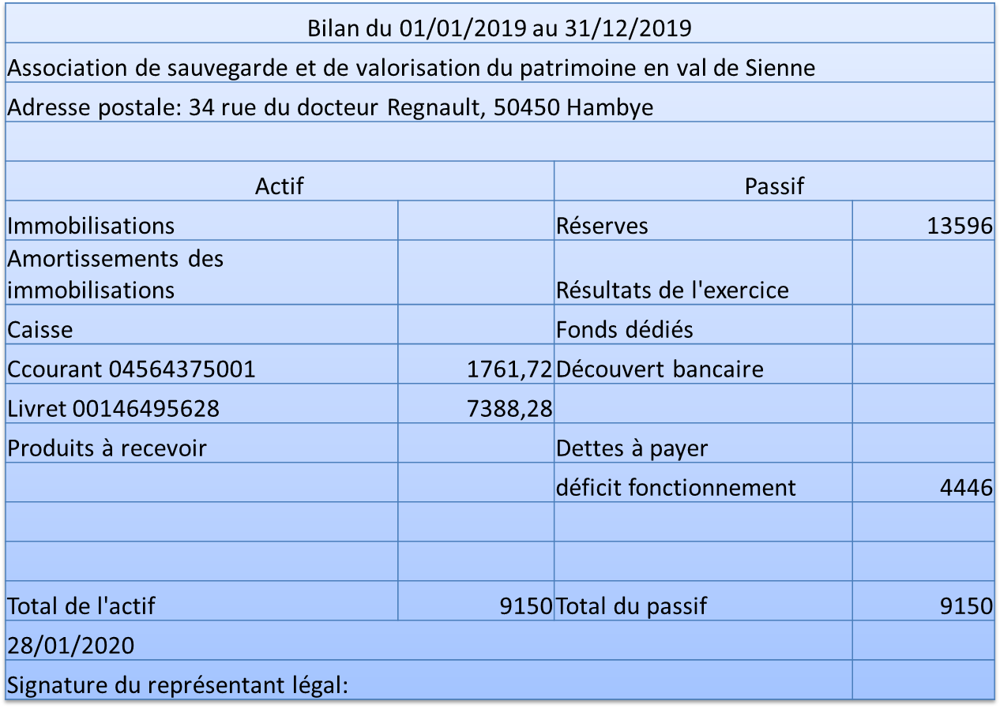 Bilan du 01/01/2019 au 31/12/2019
Association de sauvegarde et de valorisation du patrimoine en val de Sienne
Adresse postale: 34 rue du docteur Regnault, 50450 Hambye
Actif Passif
Immobilisations Réserves 13596
Amortissements des
immobilisations Résultats de l'exercice
Caisse Fonds dédiés
Ccourant 04564375001 1761,72 Découvert bancaire
Livret 00146495628 7388,28
Produits à recevoir Dettes à payer
déficit fonctionnement 4446
Total de l'actif 9150 Total du passif 9150
28/01/2020
Signature du représentant légal: